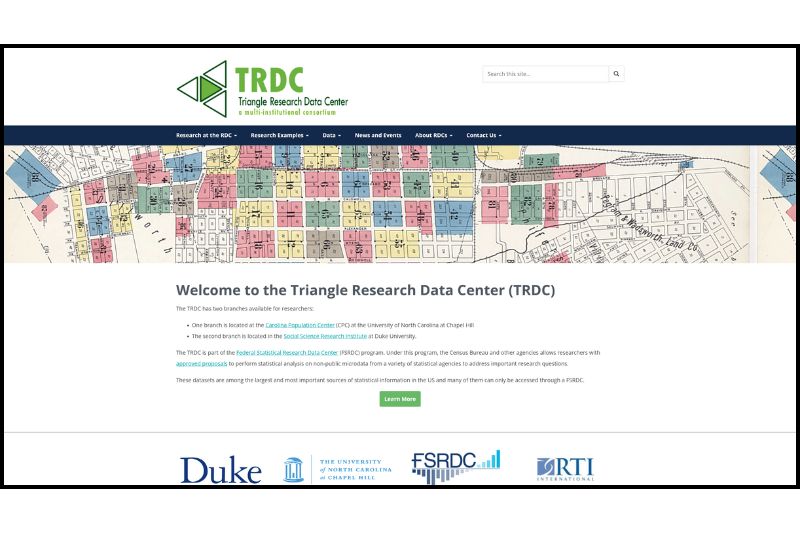 TRDC
Triangle Research Data Center
a multi-institutional consortium
Search this site...
Research at the RDC
Research Examples
Data
News and Events
About RDCs
Contact Us
Welcome to the Triangle Research Data Center (TRDC)
The TRDC has two branches available for researchers:
One branch is located at the Carolina Population Center (CPC) at the University of North Carolina at Chapel Hill
The second branch is located in the Social Science Research Institute at Duke University.
The TRDC is part of the Federal Statistical Research Data Center (FSRDC) program. Under this program, the Census Bureau and other agencies allows researchers with
approved proposals to perform statistical analysis on non-public microdata from a variety of statistical agencies to address important research questions.
These datasets are among the largest and most important sources of statistical information in the US and many of them can only be accessed through a FSRDC.
Learn More
Duke
THE UNIVERSITY
of NORTH CAROLINA
at CHAPEL HILL
FSRDC
RTI
INTERNATIONAL